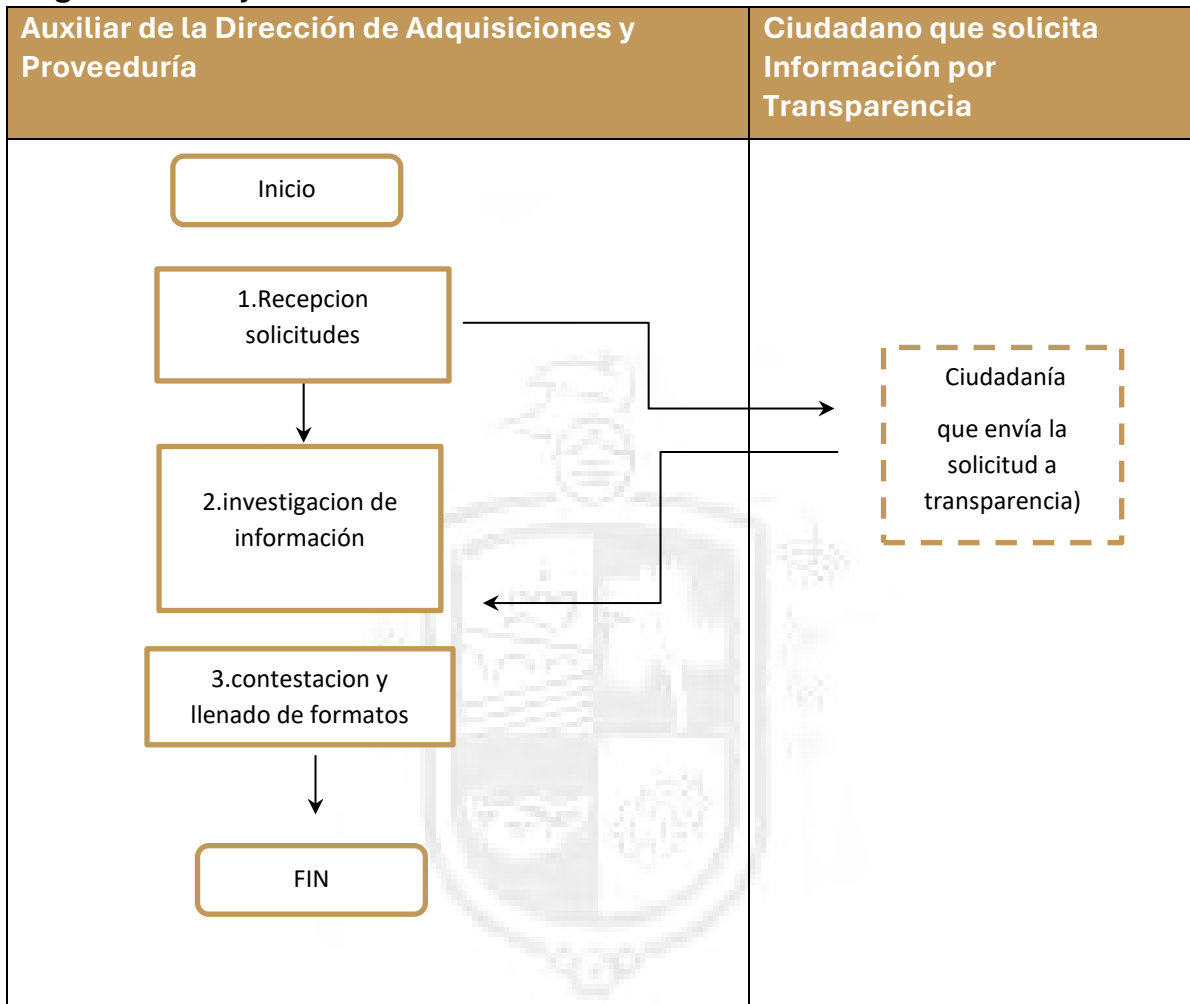 Auxiliar de la Dirección de Adquisiciones y
Proveeduría
Ciudadano que solicita
Información por
Transparencia
Inicio
1.Recepcion
solicitudes
2.investigacion de
información
3.contestacion y
llenado de formatos
FIN
Ciudadanía
que envía la
solicitud a
transparencia)